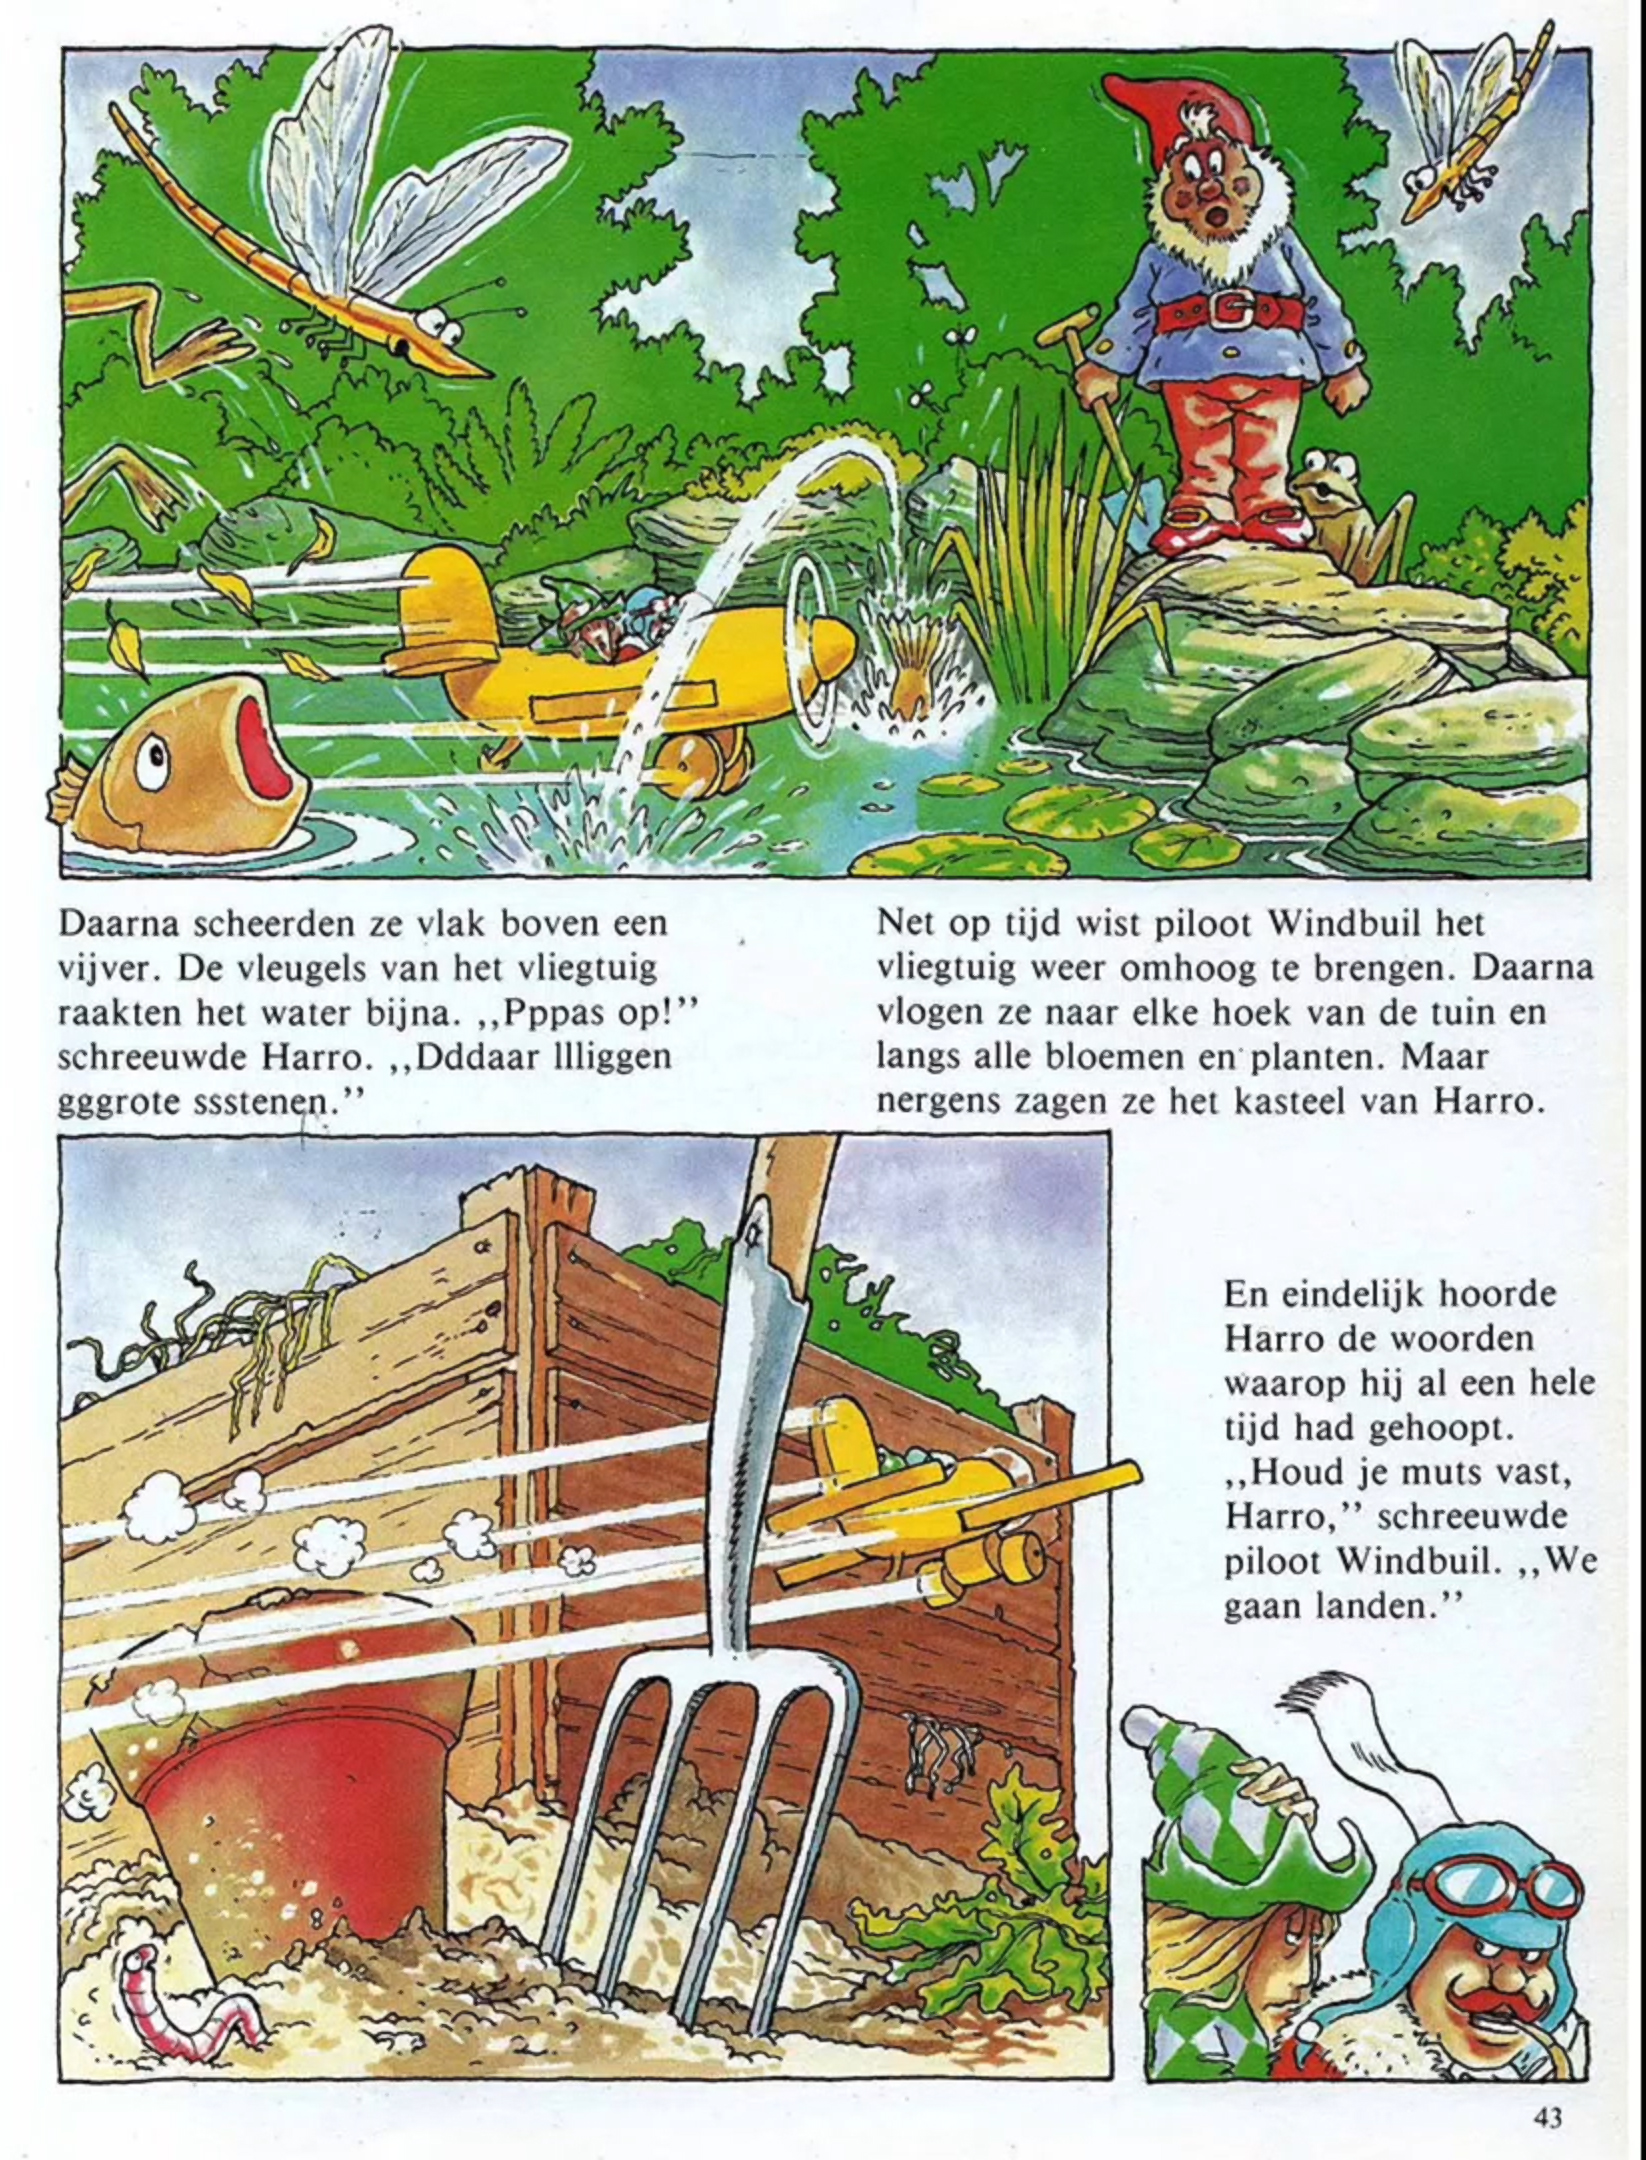 Daarna scheerden ze vlak boven een
vijver. De vleugels van het vliegtuig
raakten het water bijna. ,,Pppas op!”
schreeuwde Harro. ,,Dddaar llliggen
gggrote ssstenen.”
Net op tijd wist piloot Windbuil het
vliegtuig weer omhoog te brengen. Daarna
vlogen ze naar elke hoek van de tuin en
langs alle bloemen en planten. Maar
nergens zagen ze het kasteel van Harro.
En eindelijk hoorde
Harro de woorden
waarop hij al een hele
tijd had gehoopt.
,,Houd je muts vast,
Harro,” schreeuwde
piloot Windbuil. ,,We
gaan landen.”
43